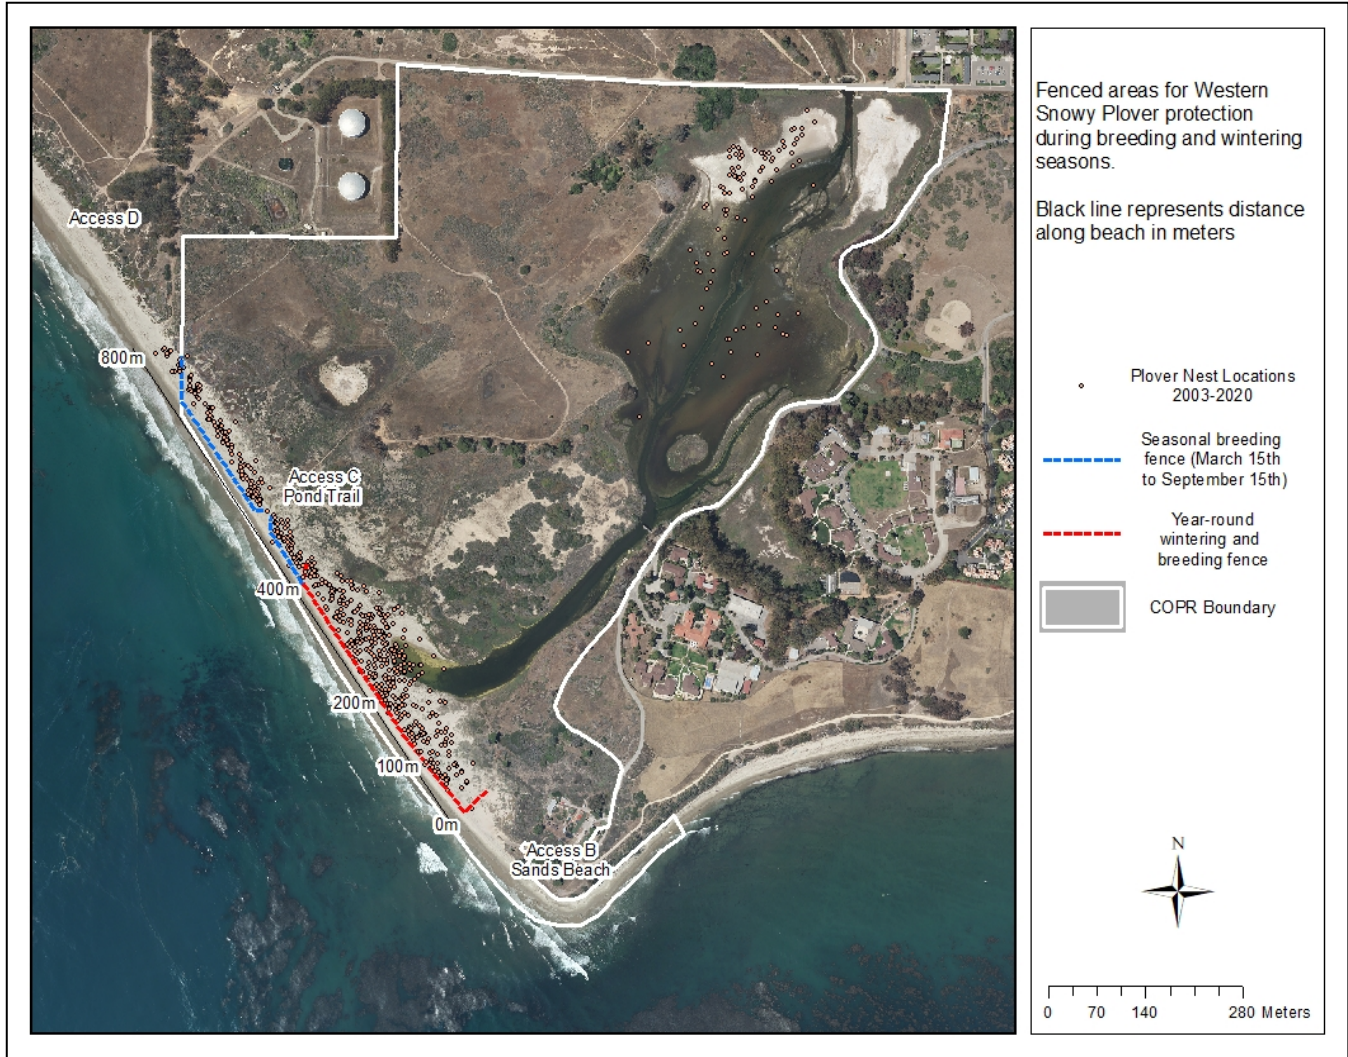 Fenced areas for Western
Snowy Plover protection
during breeding and wintering
seasons.
Black line represents distance
along beach in meters
Access D
800m
Access C
Pond Trail
400m
200m
100m
0m
Access B
Sands Beach
Plover Nest Locations
2003-2020
Seasonal breeding
fence (March 15th
to September 15th)
Year-round
wintering and
breeding fence
COPR Boundary
N
0 70 140 280 Meters